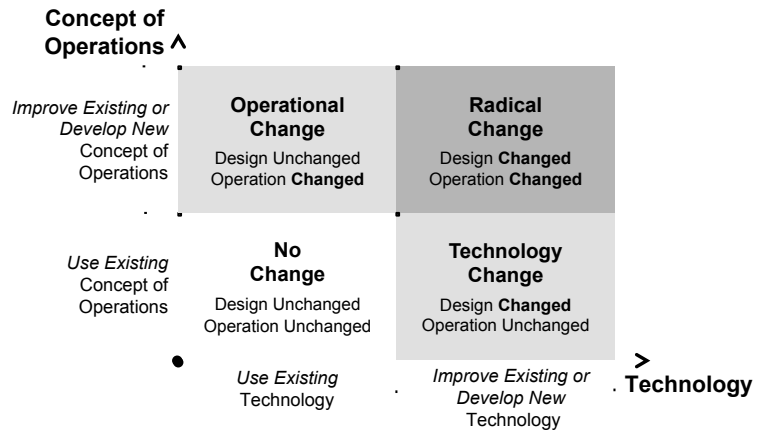 Concept of
Operations
Improve Existing or
Develop New
Concept of
Operations
Operational
Change
Design Unchanged
Operation Changed
Radical
Change
Design Changed
Operation Changed
Use Existing
Concept of
Operations
No
Change
Design Unchanged
Operation Unchanged
Technology
Change
Design Changed
Operation Unchanged
Use Existing
Technology
Improve Existing or
Develop New
Technology
Technology